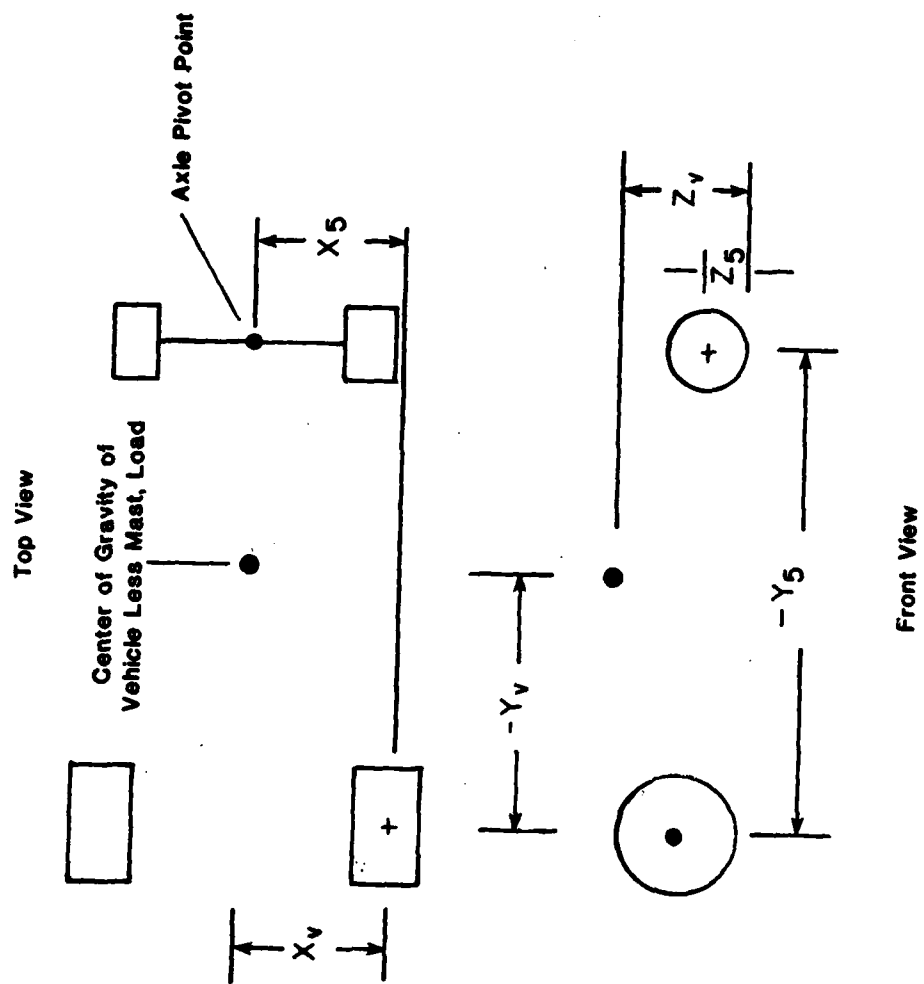 Top View
Center of Gravity of
Vehicle Less Mast, Load
Axle Pivot Point
X5
Xv
-Yv
Zv
Z5
-Y5
Front View